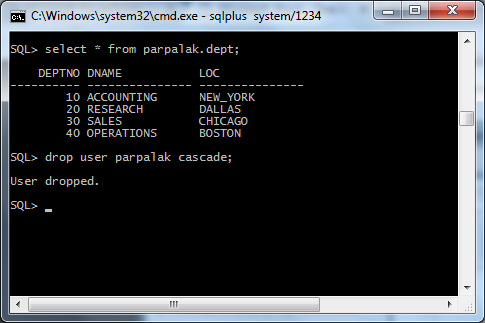 C:\Windows\system32\cmd.exe - sqlplus  system/1234
SQL> select * from parpalak.dept;
    DEPTNO DNAME            LOC
---------- ---------------- ----------------
        10 ACCOUNTING       NEW_YORK
        20 RESEARCH         DALLAS
        30 SALES            CHICAGO
        40 OPERATIONS       BOSTON
SQL> drop user parpalak cascade;
User dropped.
SQL> _